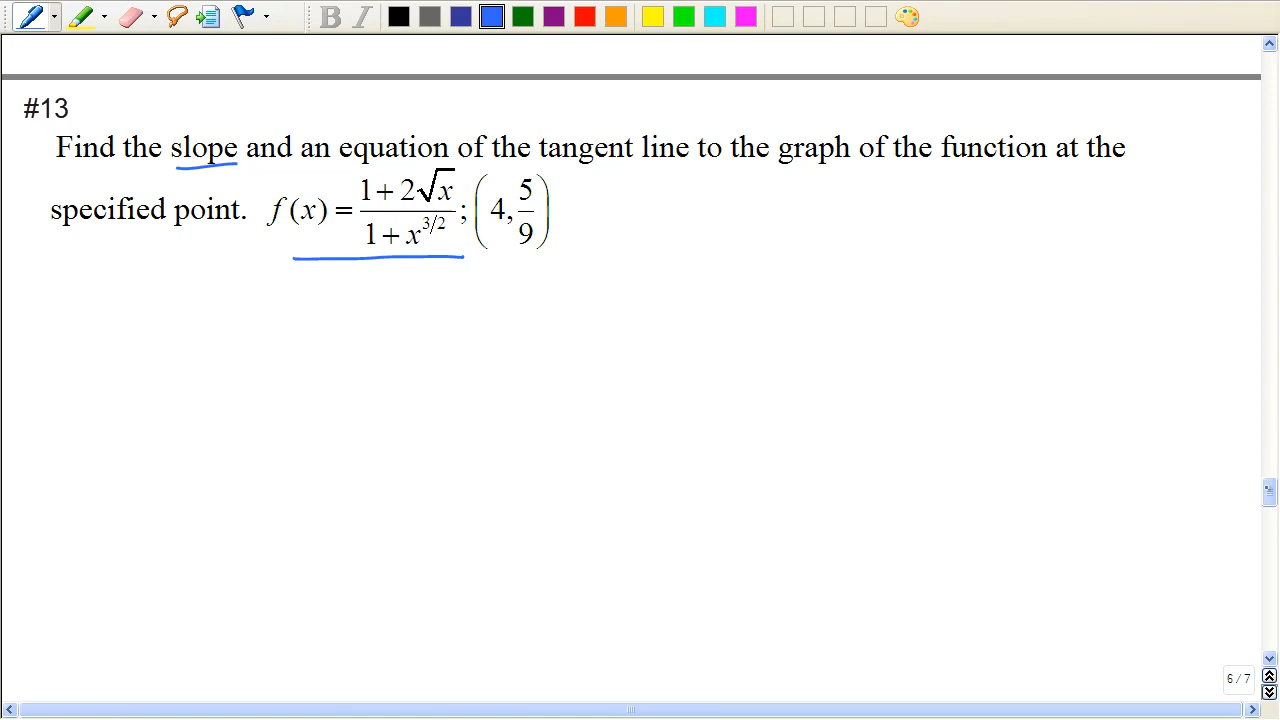 B I
#13
Find the slope and an equation of the tangent line to the graph of the function at the
specified point. f(x) = (1 + 2√x)/(1 + x^(3/2)); (4, 5/9)
6 / 7